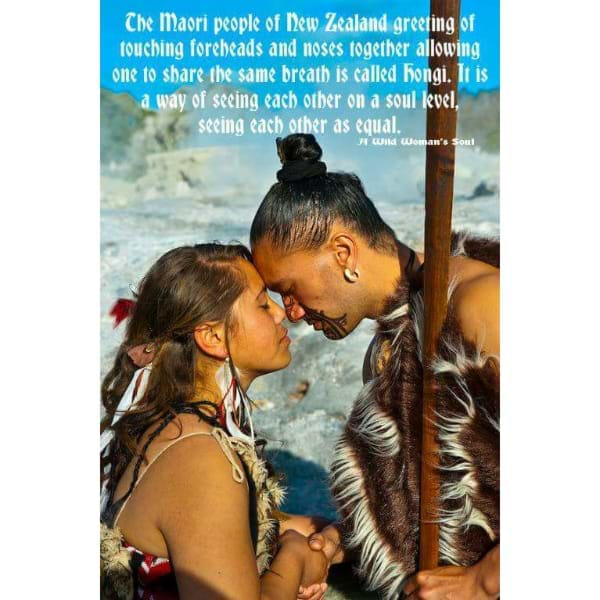 The Maori people of New Zealand greeting of
touching foreheads and noses together allowing
one to share the same breath is called Hongi. It is
a way of seeing each other on a soul level,
seeing each other as equal.
A Wild Woman's Soul